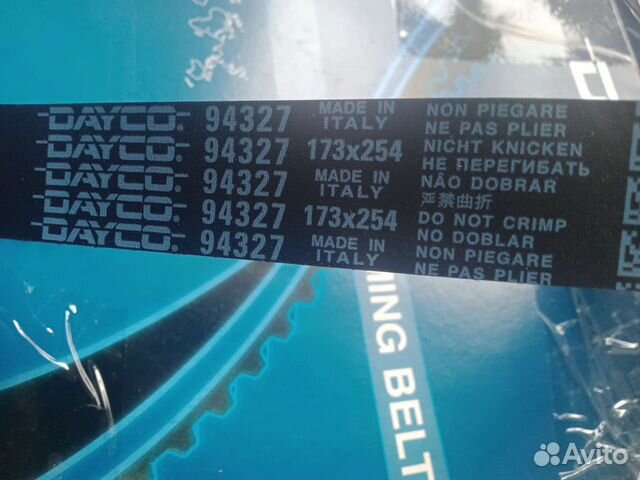 DAYCO® 94327 MADE IN ITALY NON PIEGARE
NE PAS PLIER
DAYCO® 94327 173x254 NICHT KNICKEN
НЕ ПЕРЕГИБАТЬ
DAYCO® 94327 MADE IN ITALY NÃO DOBRAR
严禁曲折
DAYCO® 94327 173x254 DO NOT CRIMP
NO DOBLAR
DAYCO® 94327 MADE IN ITALY NON PIEGARE
NE PAS PLIER
MING BELT
Avito